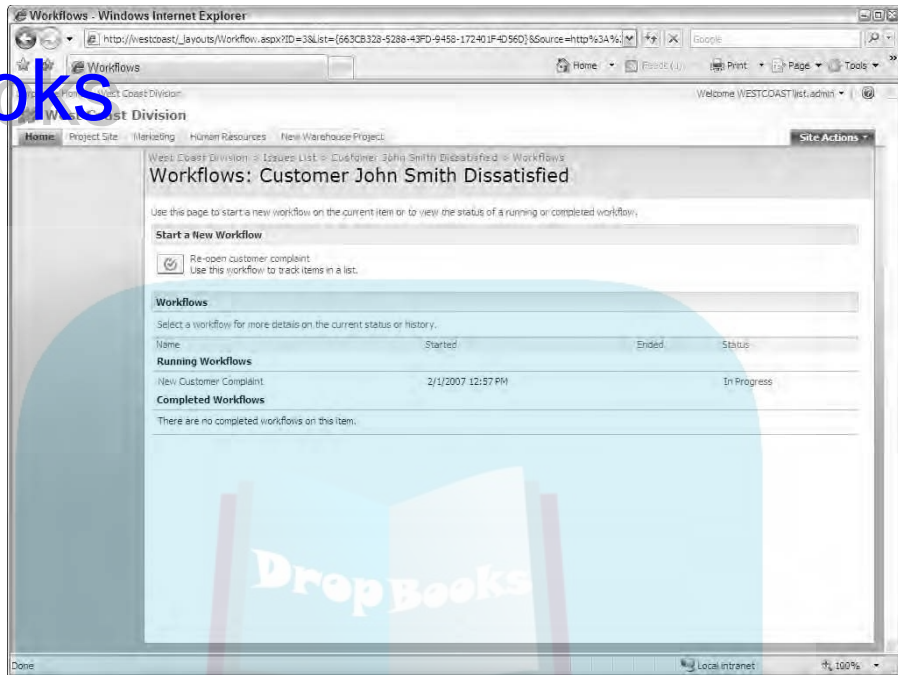 Workflows - Windows Internet Explorer
http://westcoast/_layouts/Workflow.aspx?ID=3&List={663CB328-5288-43FD-9458-172401F4D56D}&Source=http%3A%
Google
Workflows
Home
Print
Page
Tools
»
oks
West Coast Division
Welcome WESTCOAST\list.admin
West Coast Division
Home
Project Site
Marketing
Human Resources
New Warehouse Project
Site Actions
West Coast Division > Issues List > Customer John Smith Dissatisfied > Workflows
Workflows: Customer John Smith Dissatisfied
Use this page to start a new workflow on the current item or to view the status of a running or completed workflow.
Start a New Workflow
Re-open customer complaint
Use this workflow to track items in a list.
Workflows
Select a workflow for more details on the current status or history.
Name Started Ended Status
Running Workflows
New Customer Complaint 2/1/2007 12:57 PM In Progress
Completed Workflows
There are no completed workflows on this item.
DropBooks
Done
Local intranet
100%